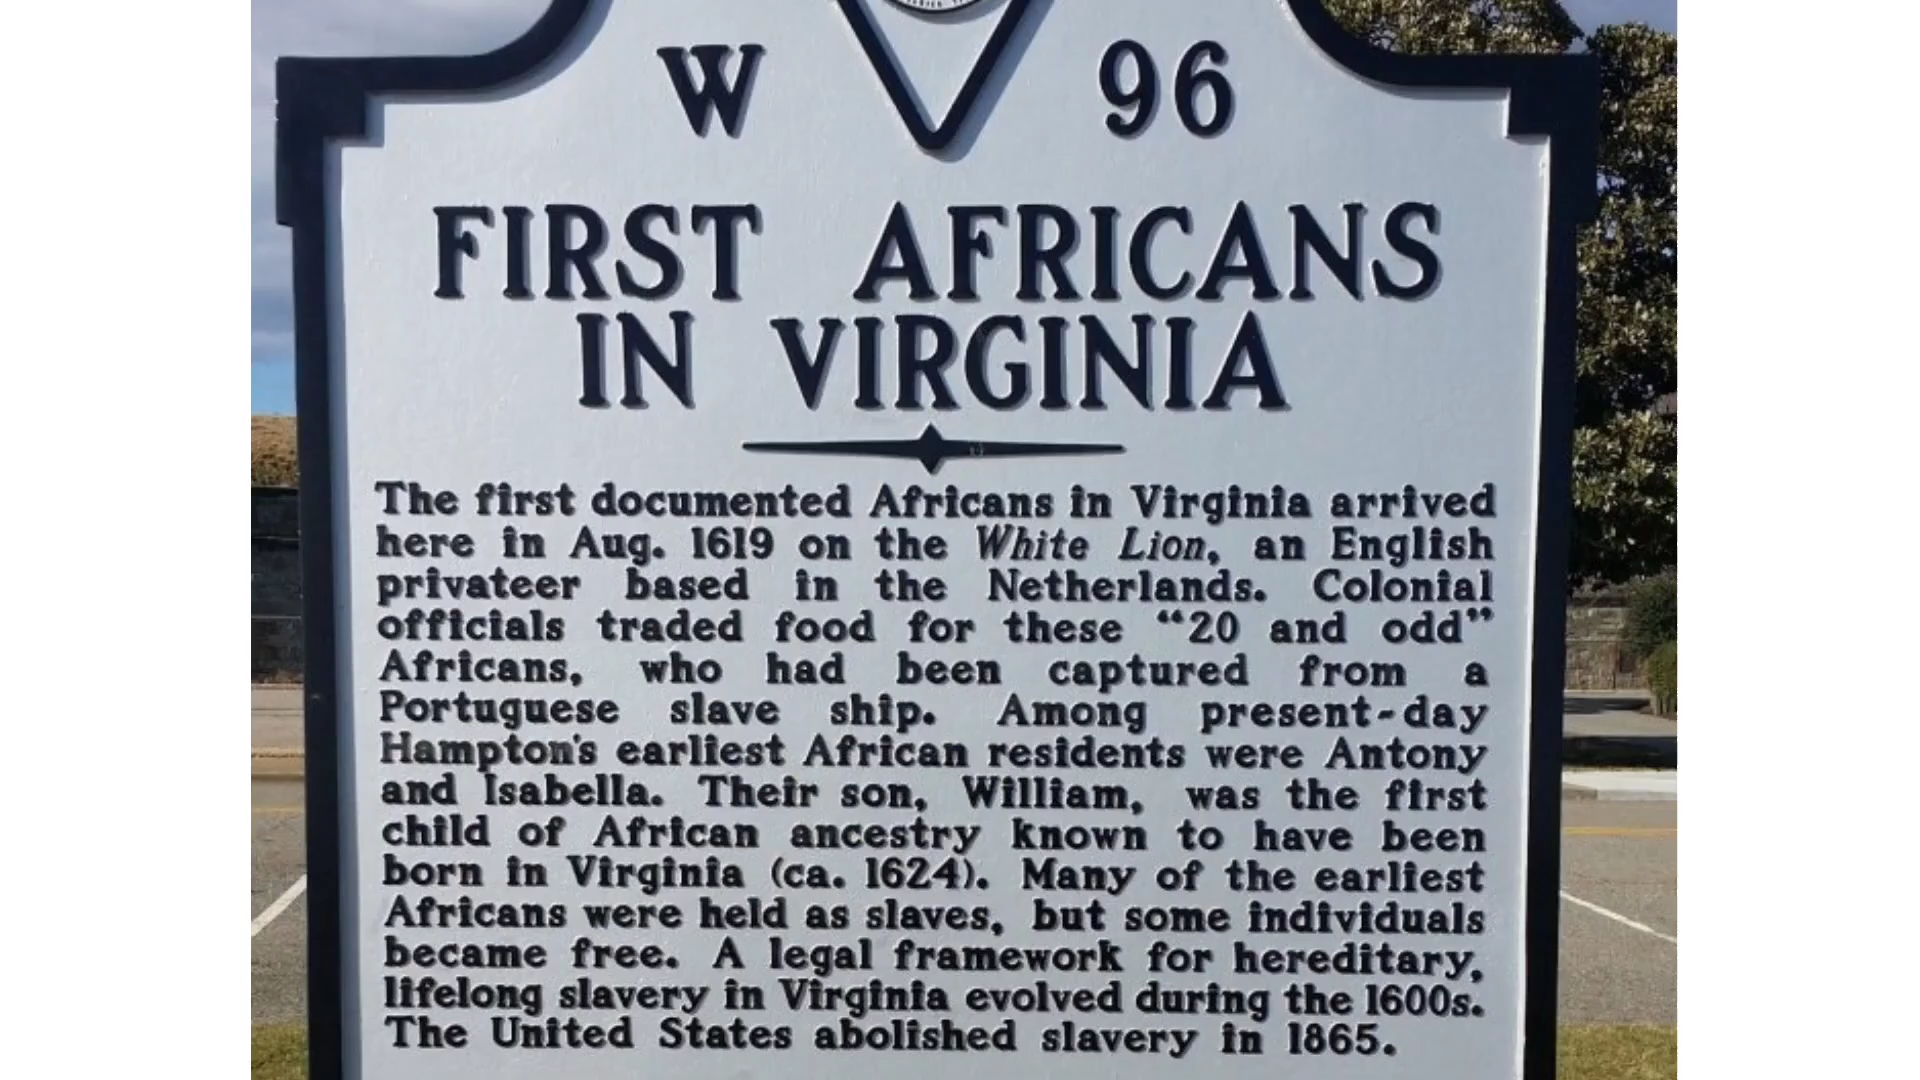 W 96
FIRST AFRICANS
IN VIRGINIA
The first documented Africans in Virginia arrived
here in Aug. 1619 on the White Lion, an English
privateer based in the Netherlands. Colonial
officials traded food for these “20 and odd”
Africans, who had been captured from a
Portuguese slave ship. Among present-day
Hampton's earliest African residents were Antony
and Isabella. Their son, William, was the first
child of African ancestry known to have been
born in Virginia (ca. 1624). Many of the earliest
Africans were held as slaves, but some individuals
became free. A legal framework for hereditary,
lifelong slavery in Virginia evolved during the 1600s.
The United States abolished slavery in 1865.